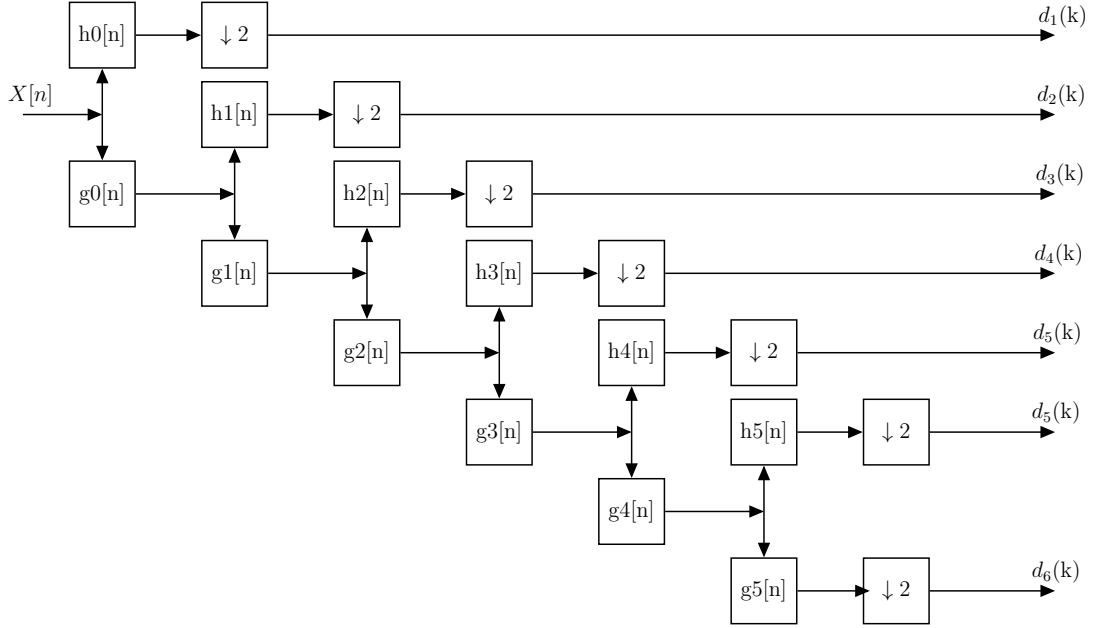 h0[n]
↓ 2
d₁(k)
X[n]
h1[n]
↓ 2
d₂(k)
g0[n]
h2[n]
↓ 2
d₃(k)
g1[n]
h3[n]
↓ 2
d₄(k)
g2[n]
h4[n]
↓ 2
d₅(k)
g3[n]
h5[n]
↓ 2
d₅(k)
g4[n]
g5[n]
↓ 2
d₆(k)